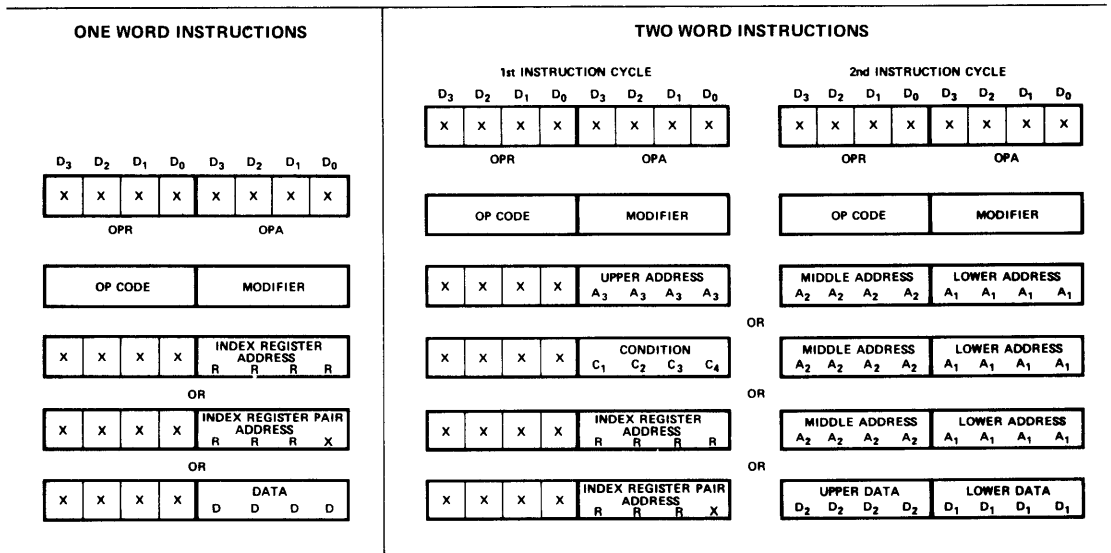 ONE WORD INSTRUCTIONS
D3 D2 D1 D0 D3 D2 D1 D0
X X X X X X X X
OPR OPA
OP CODE MODIFIER
X X X X INDEX REGISTER
ADDRESS
R R R R
OR
X X X X INDEX REGISTER PAIR
ADDRESS
R R R X
OR
X X X X DATA
D D D D
TWO WORD INSTRUCTIONS
1st INSTRUCTION CYCLE 2nd INSTRUCTION CYCLE
D3 D2 D1 D0 D3 D2 D1 D0 D3 D2 D1 D0 D3 D2 D1 D0
X X X X X X X X X X X X X X X X
OPR OPA OPR OPA
OP CODE MODIFIER OP CODE MODIFIER
X X X X UPPER ADDRESS MIDDLE ADDRESS LOWER ADDRESS
A3 A3 A3 A3 A2 A2 A2 A2 A1 A1 A1 A1
OR
X X X X CONDITION MIDDLE ADDRESS LOWER ADDRESS
C1 C2 C3 C4 A2 A2 A2 A2 A1 A1 A1 A1
OR
X X X X INDEX REGISTER MIDDLE ADDRESS LOWER ADDRESS
ADDRESS
R R R R A2 A2 A2 A2 A1 A1 A1 A1
OR
X X X X INDEX REGISTER PAIR UPPER DATA LOWER DATA
ADDRESS
R R R X D2 D2 D2 D2 D1 D1 D1 D1